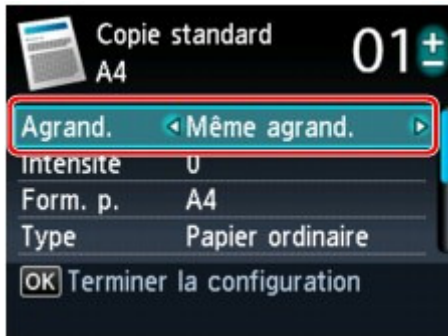 Copie standard
A4
01±
Agrand. Même agrand.
Intensité 0
Form. p. A4
Type Papier ordinaire
OK Terminer la configuration